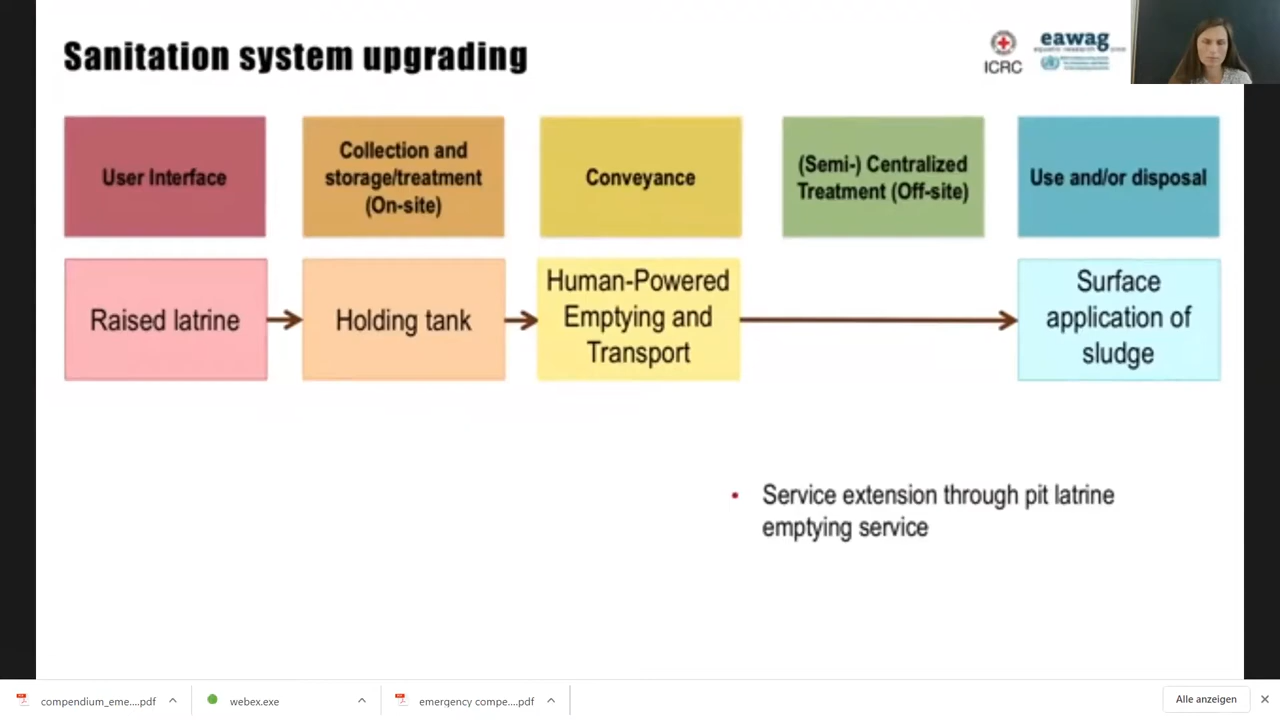 Sanitation system upgrading
ICRC
eawag
User Interface
Collection and
storage/treatment
(On-site)
Conveyance
(Semi-) Centralized
Treatment (Off-site)
Use and/or disposal
Raised latrine
Holding tank
Human-Powered
Emptying and
Transport
Surface
application of
sludge
• Service extension through pit latrine
emptying service
compendium_eme....pdf
webex.exe
emergency compe....pdf
Alle anzeigen